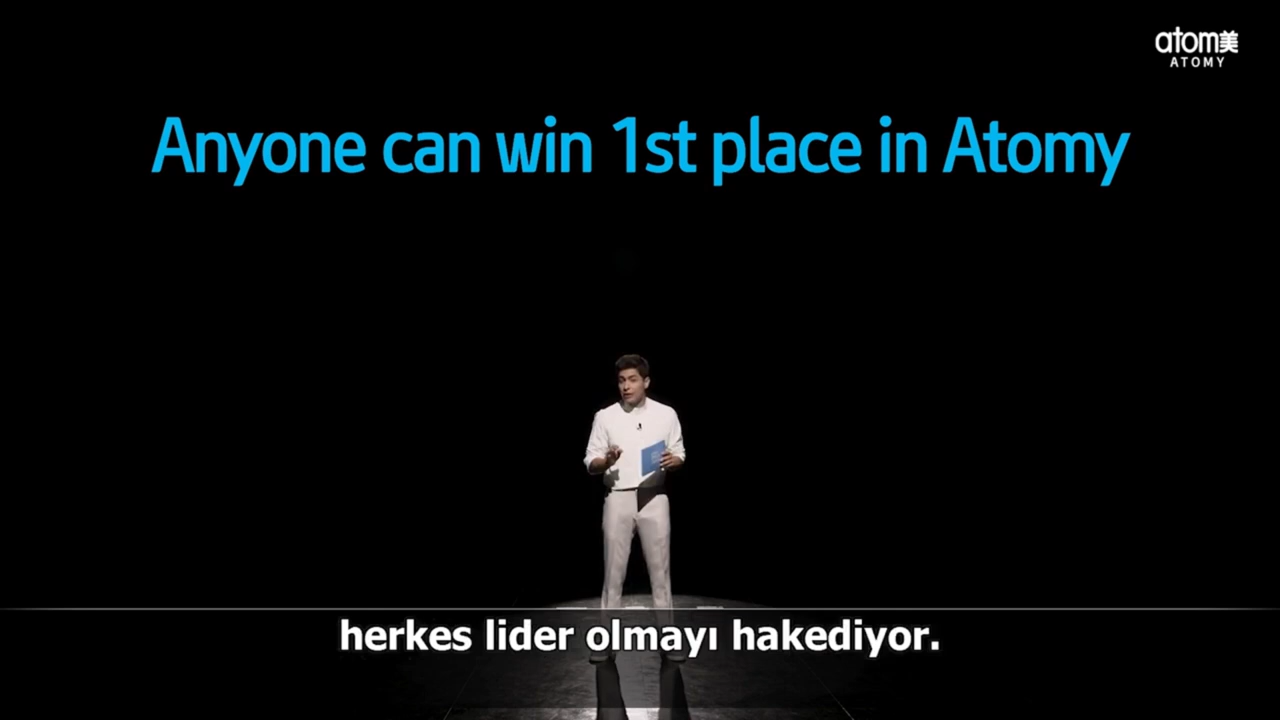 atom美
ATOMY
Anyone can win 1st place in Atomy
herkes lider olmayı hakediyor.